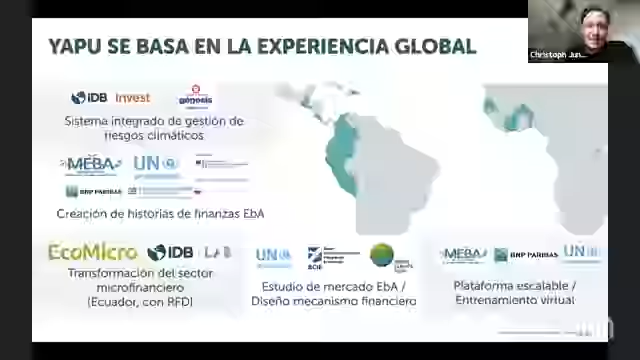 YAPU SE BASA EN LA EXPERIENCIA GLOBAL
Christoph Jun...
IDB Invest
génesis
Sistema integrado de gestión de
riesgos climáticos
MEBA
UN
BNP PARIBAS
Creación de historias de finanzas EbA
EcoMicro IDB LAB
Transformación del sector
microfinanciero
(Ecuador, con RFD)
UN
BCIE
Estudio de mercado EbA /
Diseño mecanismo financiero
MEBA BNP PARIBAS UN
Plataforma escalable /
Entrenamiento virtual